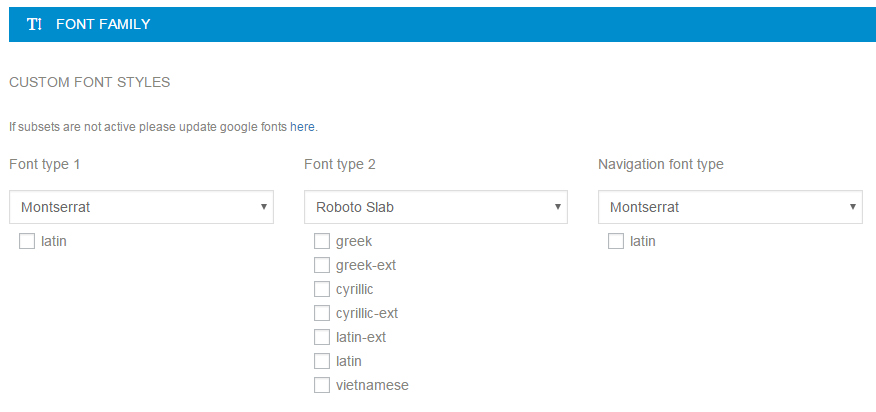 FONT FAMILY
CUSTOM FONT STYLES
If subsets are not active please update google fonts here.
Font type 1
Montserrat
latin
Font type 2
Roboto Slab
greek
greek-ext
cyrillic
cyrillic-ext
latin-ext
latin
vietnamese
Navigation font type
Montserrat
latin